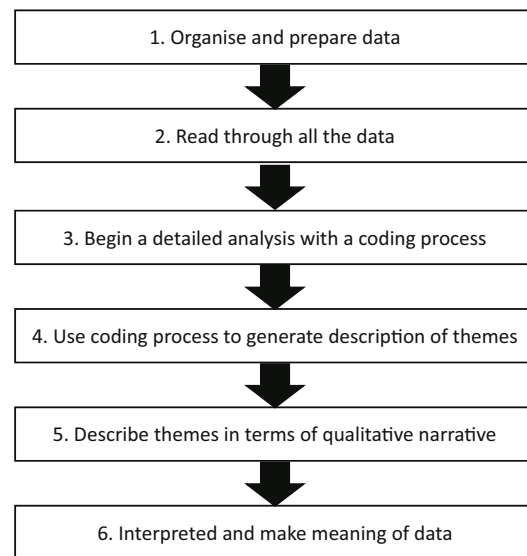 1. Organise and prepare data
2. Read through all the data
3. Begin a detailed analysis with a coding process
4. Use coding process to generate description of themes
5. Describe themes in terms of qualitative narrative
6. Interpreted and make meaning of data